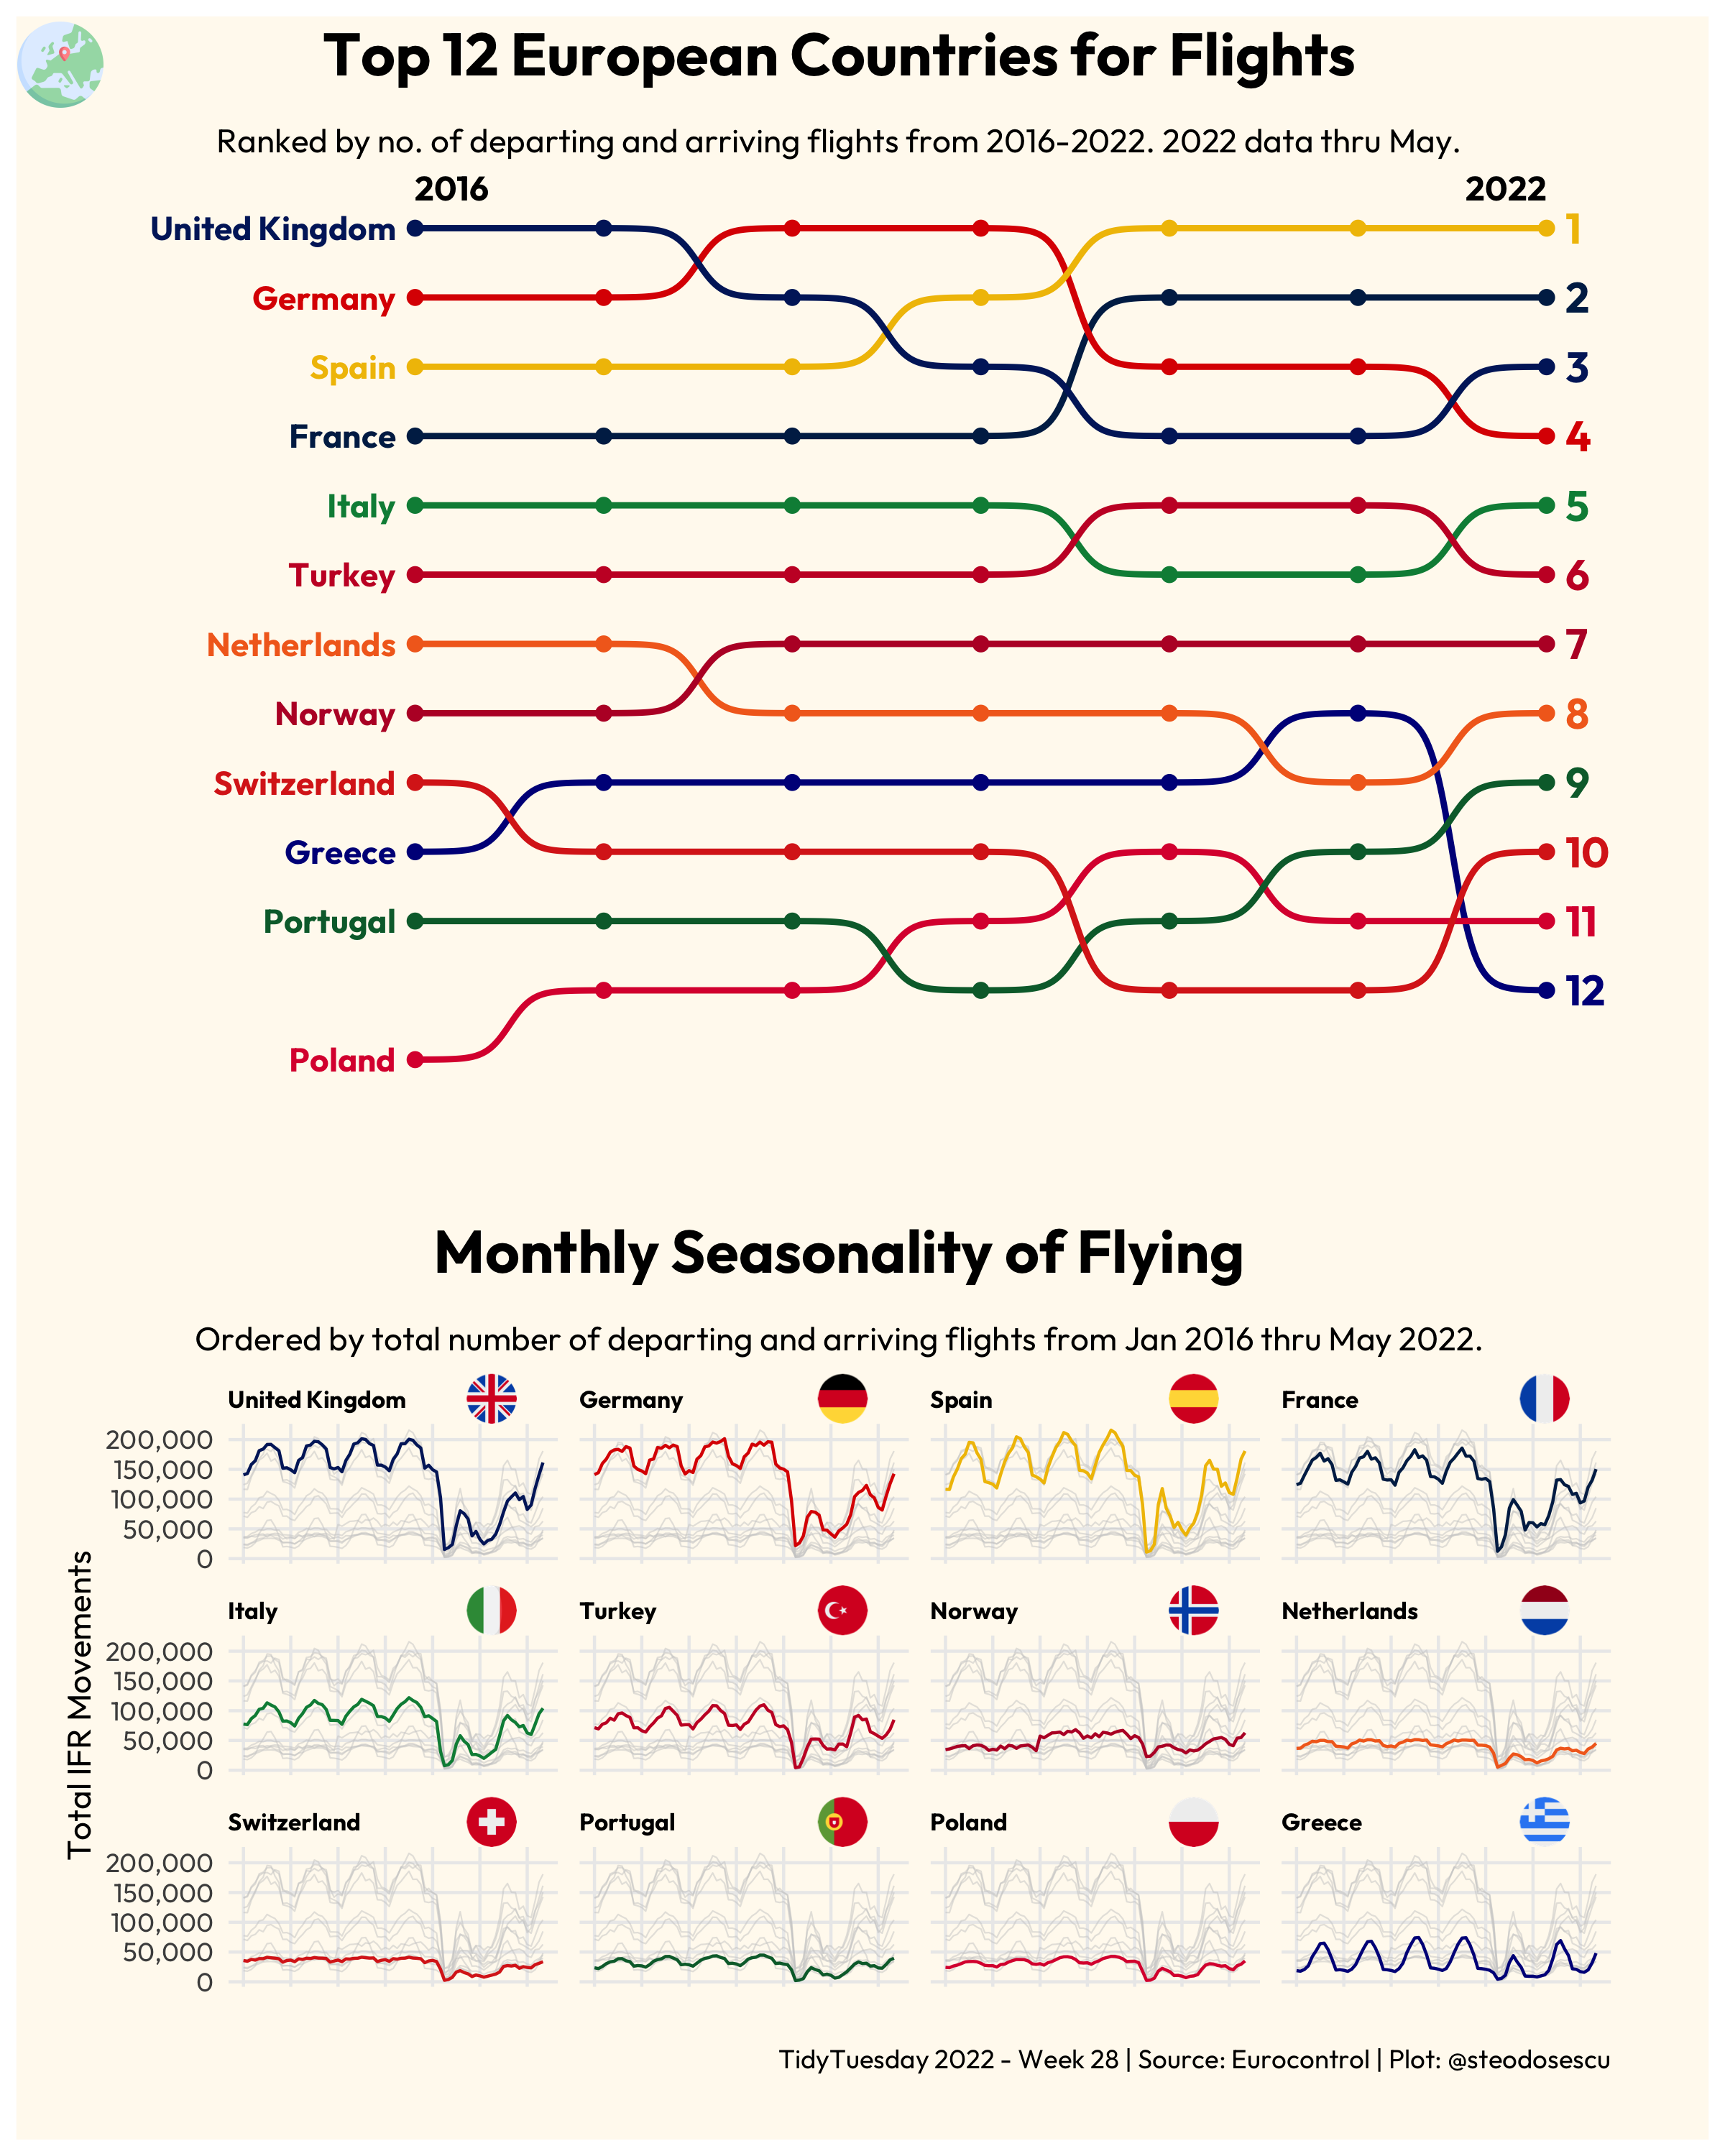 Top 12 European Countries for Flights
Ranked by no. of departing and arriving flights from 2016-2022. 2022 data thru May.
2016
2022
United Kingdom
1
Germany
2
Spain
3
France
4
Italy
5
Turkey
6
Netherlands
7
Norway
8
Switzerland
9
Greece
10
Portugal
11
12
Poland
Monthly Seasonality of Flying
Ordered by total number of departing and arriving flights from Jan 2016 thru May 2022.
Total IFR Movements
United Kingdom
Germany
Spain
France
200,000
150,000
100,000
50,000
0
Italy
Turkey
Norway
Netherlands
200,000
150,000
100,000
50,000
0
Switzerland
Portugal
Poland
Greece
200,000
150,000
100,000
50,000
0
TidyTuesday 2022 - Week 28 | Source: Eurocontrol | Plot: @steodosescu